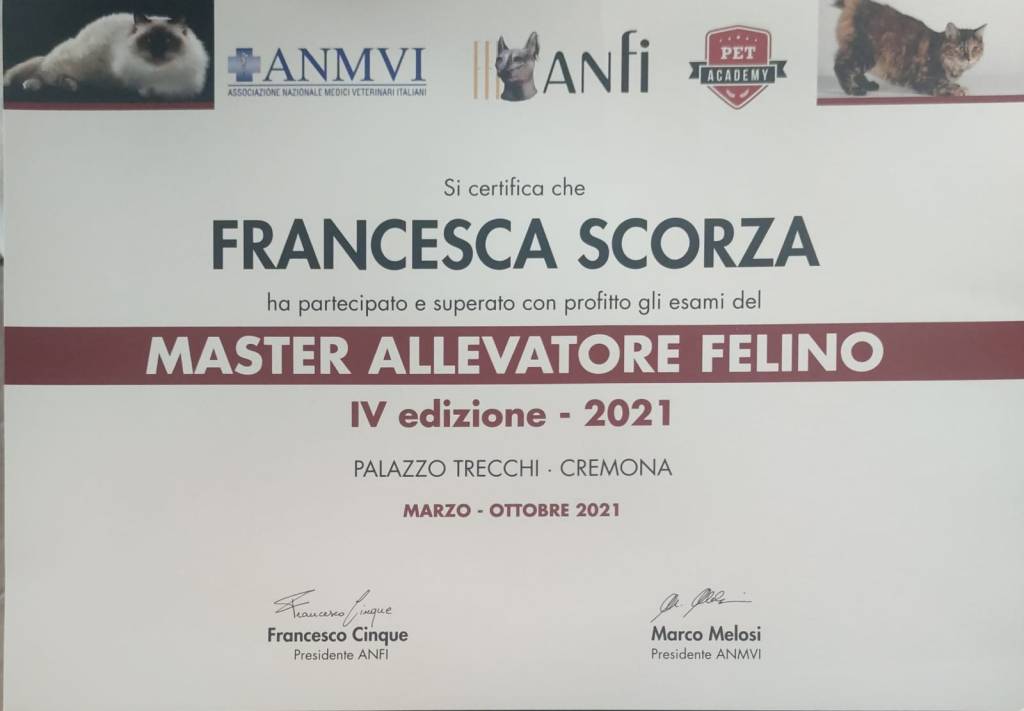 ANMVI
ASSOCIAZIONE NAZIONALE MEDICI VETERINARI ITALIANI
ANfi
PET
ACADEMY
Si certifica che
FRANCESCA SCORZA
ha partecipato e superato con profitto gli esami del
MASTER ALLEVATORE FELINO
IV edizione - 2021
PALAZZO TRECCHI · CREMONA
MARZO - OTTOBRE 2021
Francesco Cinque
Francesco Cinque
Presidente ANFI
Marco Melosi
Presidente ANMVI